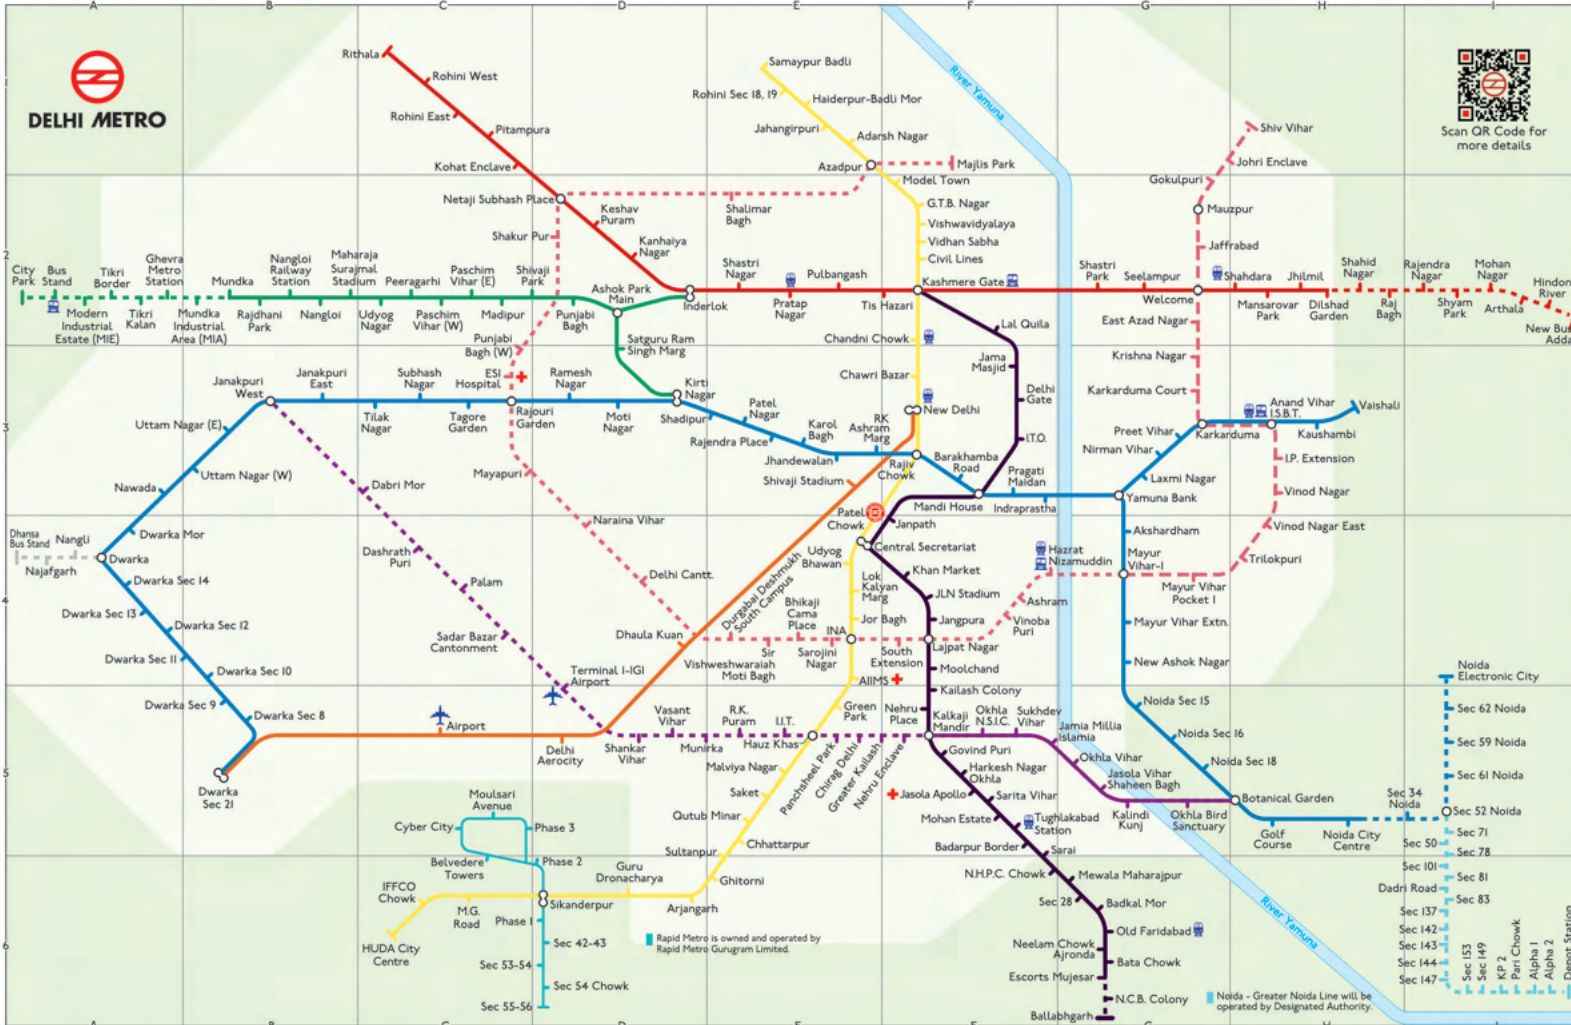 A
B
C
D
E
F
G
H
I
DELHI METRO
Scan QR Code for
more details
River Yamuna
1
Rithala
Rohini West
Rohini East
Pitampura
Kohat Enclave
Netaji Subhash Place
Keshav
Puram
Kanhaiya
Nagar
Shakur Pur
Shalimar
Bagh
Samaypur Badli
Rohini Sec 18, 19
Haiderpur-Badli Mor
Jahangirpuri
Adarsh Nagar
Azadpur
Majlis Park
Model Town
G.T.B. Nagar
Vishwavidyalaya
Vidhan Sabha
Civil Lines
Kashmere Gate
Shiv Vihar
Johri Enclave
Gokulpuri
Mauzpur
Jaffrabad
2
City
Park
Bus
Stand
Tikri
Border
Ghevra
Metro
Station
Mundka
Nangloi
Railway
Station
Maharaja
Surajmal
Stadium
Peeragarhi
Paschim
Vihar (E)
Shivaji
Park
Ashok Park
Main
Inderlok
Modern
Industrial
Estate (MIE)
Tikri
Kalan
Mundka
Industrial
Area (MIA)
Rajdhani
Park
Nangloi
Udyog
Nagar
Paschim
Vihar (W)
Madipur
Punjabi
Bagh
Shastri
Nagar
Pulbangash
Pratap
Nagar
Tis Hazari
Shastri
Park
Seelampur
Welcome
Shahdara
Jhilmil
Mansarovar
Park
Dilshad
Garden
Shahid
Nagar
Raj
Bagh
Rajendra
Nagar
Shyam
Park
Mohan
Nagar
Arthala
Hindon
River
New Bus
Adda
Punjabi
Bagh (W)
ESI
Hospital
Satguru Ram
Singh Marg
Chandni Chowk
Chawri Bazar
New Delhi
Lal Quila
Jama
Masjid
Delhi
Gate
I.T.O.
East Azad Nagar
Krishna Nagar
Karkarduma Court
3
Janakpuri
West
Janakpuri
East
Subhash
Nagar
Ramesh
Nagar
Kirti
Nagar
Tilak
Nagar
Tagore
Garden
Rajouri
Garden
Moti
Nagar
Shadipur
Patel
Nagar
Rajendra Place
Karol
Bagh
Jhandewalan
RK
Ashram
Marg
Rajiv
Chowk
Barakhamba
Road
Mandi House
Pragati
Maidan
Indraprastha
Yamuna Bank
Laxmi Nagar
Nirman Vihar
Preet Vihar
Karkarduma
Anand Vihar
I.S.B.T.
Kaushambi
Vaishali
I.P. Extension
Vinod Nagar
Vinod Nagar East
Trilokpuri
Uttam Nagar (E)
Uttam Nagar (W)
Nawada
Dwarka Mor
Dwarka
Dhansa
Bus Stand
Nangli
Najafgarh
Dabri Mor
Dashrath
Puri
Palam
Sadar Bazar
Cantonment
Terminal 1-IGI
Airport
Mayapuri
Naraina Vihar
Delhi Cantt.
Dhaula Kuan
Shivaji Stadium
Patel
Chowk
Janpath
Udyog
Bhawan
Central Secretariat
Khan Market
Lok
Kalyan
Marg
JLN Stadium
Jangpura
Jor Bagh
INA
4
Durgabai Deshmukh
South Campus
Vishweshwaraiah
Moti Bagh
Sir
Bhikaji
Cama
Place
Sarojini
Nagar
South
Extension
Lajpat Nagar
Vinoba
Puri
Ashram
Hazrat
Nizamuddin
Akshardham
Mayur
Vihar-1
Mayur Vihar
Pocket 1
Mayur Vihar Extn.
New Ashok Nagar
Noida Sec 15
Noida Sec 16
Noida Sec 18
Botanical Garden
Dwarka Sec 14
Dwarka Sec 13
Dwarka Sec 12
Dwarka Sec 11
Dwarka Sec 10
Dwarka Sec 9
Dwarka Sec 8
Dwarka
Sec 21
Airport
Delhi
Aerocity
Moolchand
Kailash Colony
AIIMS
Green
Park
Nehru
Place
Kalkaji
Mandir
Okhla
N.S.I.C.
Sukhdev
Vihar
Jamia Millia
Islamia
Okhla Vihar
Jasola Vihar
Shaheen Bagh
Kalindi
Kunj
Okhla Bird
Sanctuary
5
Shankar
Vihar
Vasant
Vihar
Munirka
R.K.
Puram
I.I.T.
Hauz Khas
Panchsheel Park
Chirag Delhi
Greater Kailash
Nehru Enclave
Malviya Nagar
Saket
Qutub Minar
Chhattarpur
Sultanpur
Ghitorni
Arjangarh
Guru
Dronacharya
Sikanderpur
M.G.
Road
IFFCO
Chowk
HUDA City
Centre
Moulsari
Avenue
Cyber City
Phase 3
Belvedere
Towers
Phase 2
Phase 1
Sec 42-43
Sec 53-54
Sec 54 Chowk
Sec 55-56
Govind Puri
Harkesh Nagar
Okhla
Jasola Apollo
Sarita Vihar
Mohan Estate
Tughlakabad
Station
Badarpur Border
Sarai
N.H.P.C. Chowk
Mewala Maharajpur
Sec 28
Badkal Mor
Old Faridabad
Neelam Chowk
Ajronda
Bata Chowk
Escorts Mujesar
N.C.B. Colony
Ballabhgarh
Golf
Course
Noida City
Centre
Sec 34
Noida
Noida
Electronic City
Sec 62 Noida
Sec 59 Noida
Sec 61 Noida
Sec 52 Noida
Sec 71
Sec 50
Sec 78
Sec 101
Sec 81
Dadri Road
Sec 83
Sec 137
Sec 142
Sec 143
Sec 144
Sec 147
Sec 153
Sec 149
KP 2
Pari Chowk
Alpha 1
Alpha 2
Depot Station
6
Rapid Metro is owned and operated by
Rapid Metro Gurugram Limited.
River Yamuna
Noida - Greater Noida Line will be
operated by Designated Authority.
A
B
C
D
E
F
G
H
I